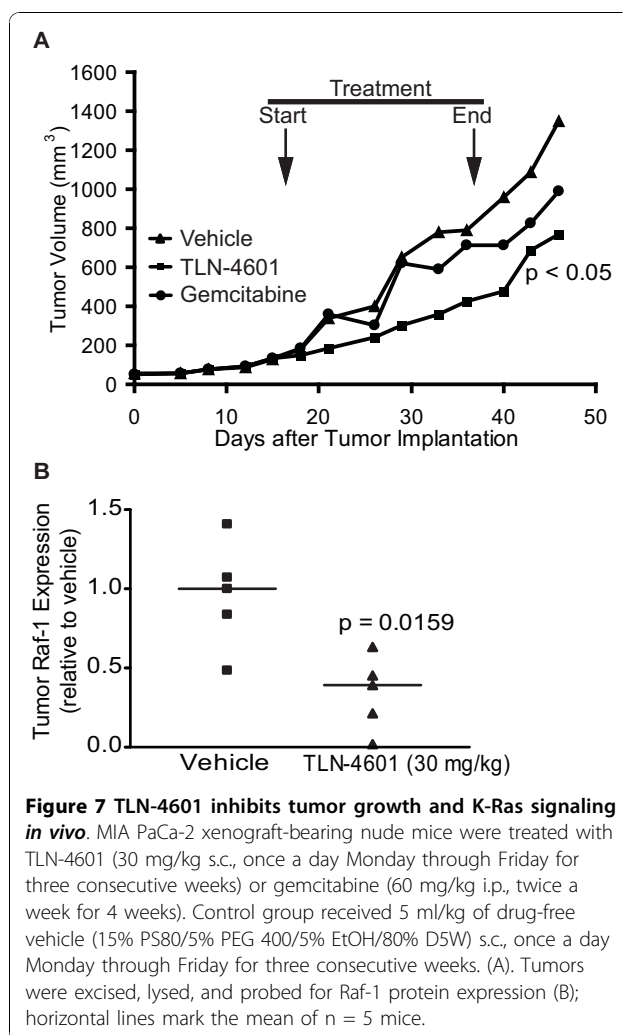 A
1600
1400
1200
1000
800
600
400
200
0
Tumor Volume (mm3)
Treatment
Start
End
Vehicle
TLN-4601
Gemcitabine
p < 0.05
0 10 20 30 40 50
Days after Tumor Implantation
B
1.5
1.0
0.5
0.0
Tumor Raf-1 Expression
(relative to vehicle)
p = 0.0159
Vehicle TLN-4601 (30 mg/kg)
Figure 7 TLN-4601 inhibits tumor growth and K-Ras signaling
in vivo. MIA PaCa-2 xenograft-bearing nude mice were treated with
TLN-4601 (30 mg/kg s.c., once a day Monday through Friday for
three consecutive weeks) or gemcitabine (60 mg/kg i.p., twice a
week for 4 weeks). Control group received 5 ml/kg of drug-free
vehicle (15% PS80/5% PEG 400/5% EtOH/80% D5W) s.c., once a day
Monday through Friday for three consecutive weeks. (A). Tumors
were excised, lysed, and probed for Raf-1 protein expression (B);
horizontal lines mark the mean of n = 5 mice.